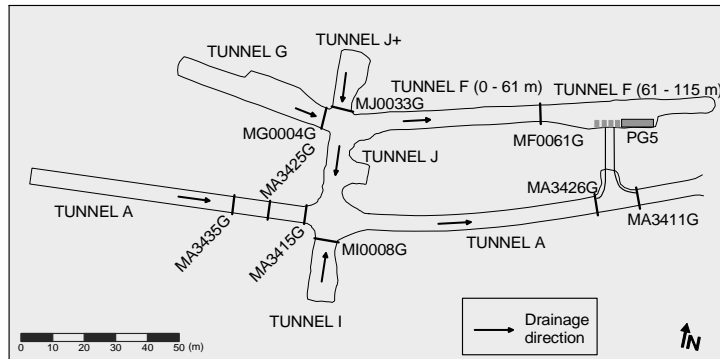 TUNNEL G
TUNNEL J+
TUNNEL F (0 - 61 m)
TUNNEL F (61 - 115 m)
MJ0033G
MG0004G
MF0061G
PG5
MA3425G
TUNNEL J
MA3426G
MA3411G
TUNNEL A
MA3435G
MA3415G
MI0008G
TUNNEL A
TUNNEL I
0 10 20 30 40 50 (m)
Drainage
direction
N